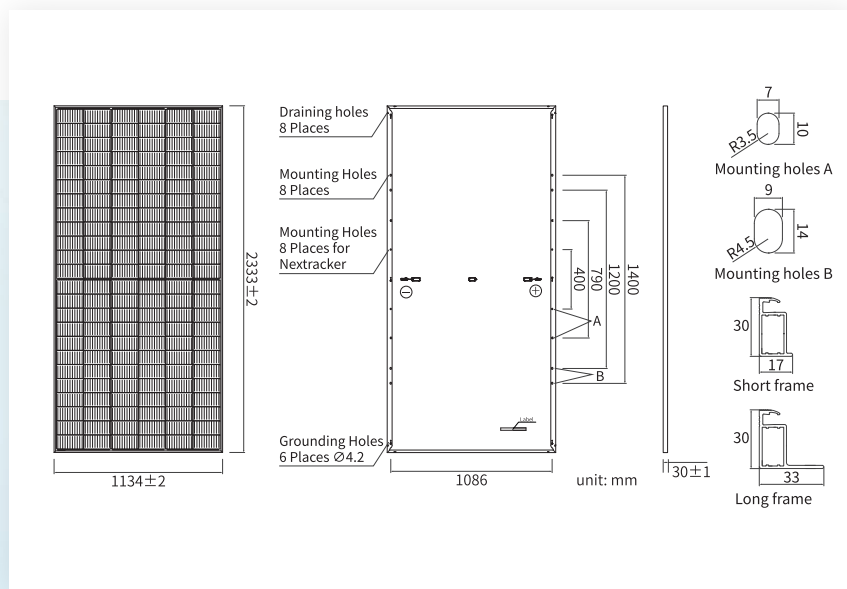 Draining holes
8 Places
Mounting Holes
8 Places
Mounting Holes
8 Places for
Nextracker
Grounding Holes
6 Places Ø4.2
2333±2
1134±2
−
+
400
790
1200
1400
A
B
Label
1086
unit: mm
30±1
7
10
R3.5
Mounting holes A
9
14
R4.5
Mounting holes B
30
17
Short frame
30
33
Long frame